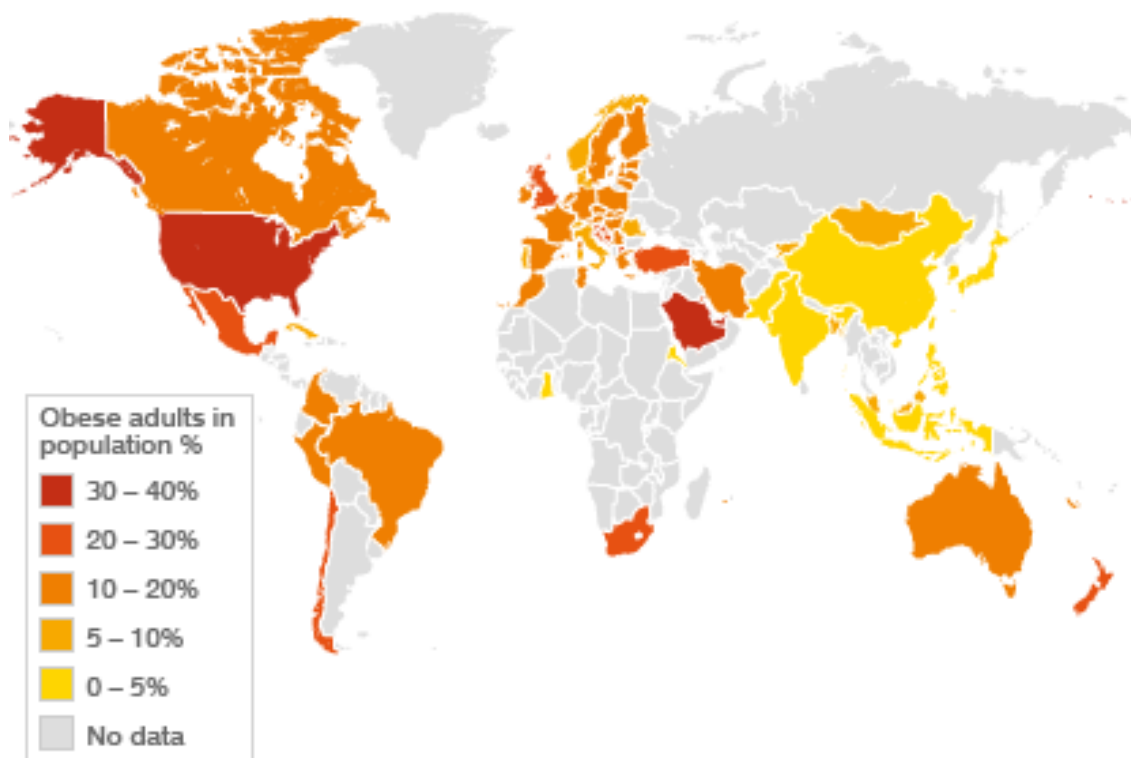 Obese adults in
population %
30 – 40%
20 – 30%
10 – 20%
5 – 10%
0 – 5%
No data